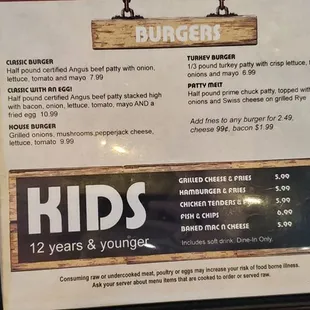 BURGERS
CLASSIC BURGER
Half pound certified Angus beef patty with onion,
lettuce, tomato and mayo 7.99
CLASSIC WITH AN EGG!
Half pound certified Angus beef patty stacked high
with bacon, onion, lettuce, tomato, mayo AND a
fried egg 10.99
HOUSE BURGER
Grilled onions, mushrooms,pepperjack cheese,
lettuce, tomato 9.99
TURKEY BURGER
1/3 pound turkey patty with crisp lettuce,
onions and mayo 6.99
PATTY MELT
Half pound prime chuck patty, topped with
onions and Swiss cheese on grilled Rye
Add fries to any burger for 2.49,
cheese 99¢, bacon $1.99
KIDS
12 years & younger
GRILLED CHEESE & FRIES 5.99
HAMBURGER & FRIES 5.99
CHICKEN TENDERS & FRIES 5.99
FISH & CHIPS 6.99
BAKED MAC N CHEESE 5.99
Includes soft drink. Dine-In Only.
Consuming raw or undercooked meat, poultry or eggs may increase your risk of food borne illness.
Ask your server about menu items that are cooked to order or served raw.